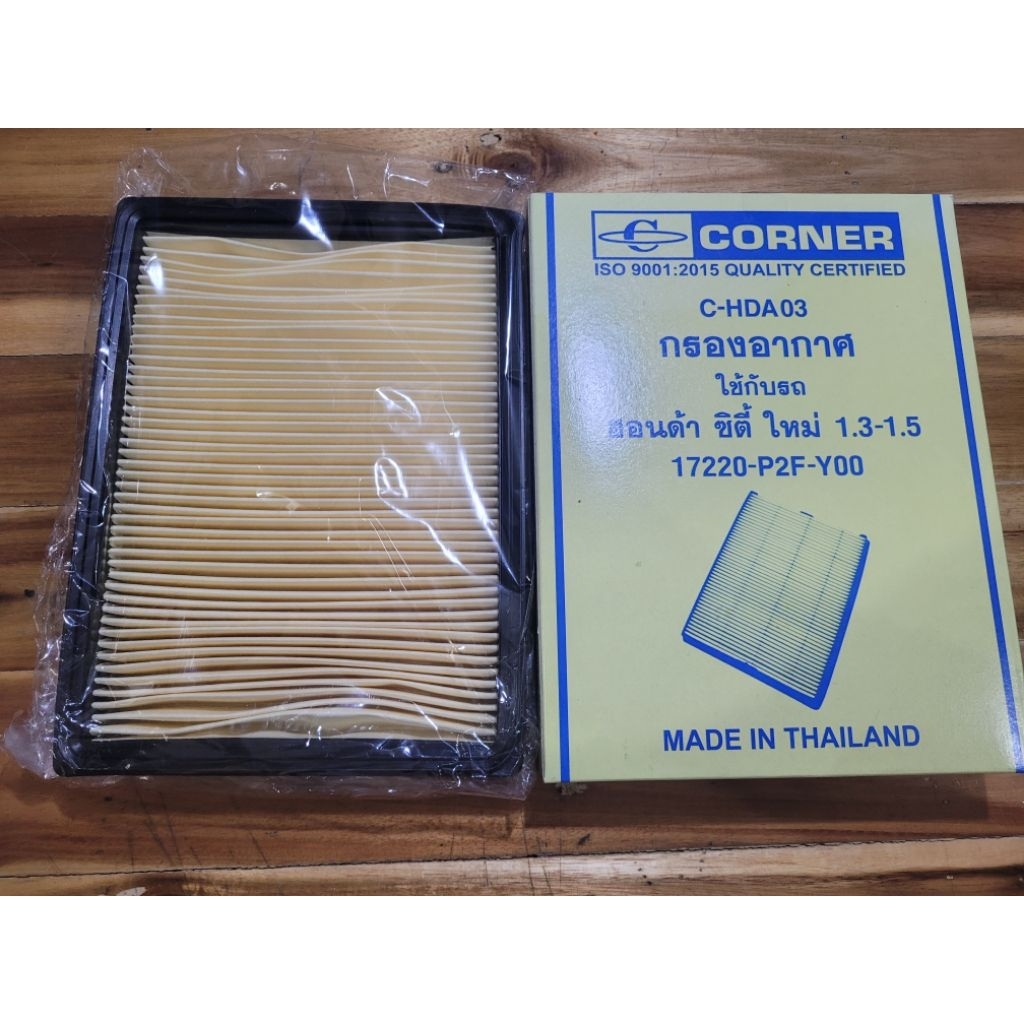 C CORNER
ISO 9001:2015 QUALITY CERTIFIED
C-HDA03
กรองอากาศ
ใช้กับรถ
ฮอนด้า ซิตี้ ใหม่ 1.3-1.5
17220-P2F-Y00
MADE IN THAILAND